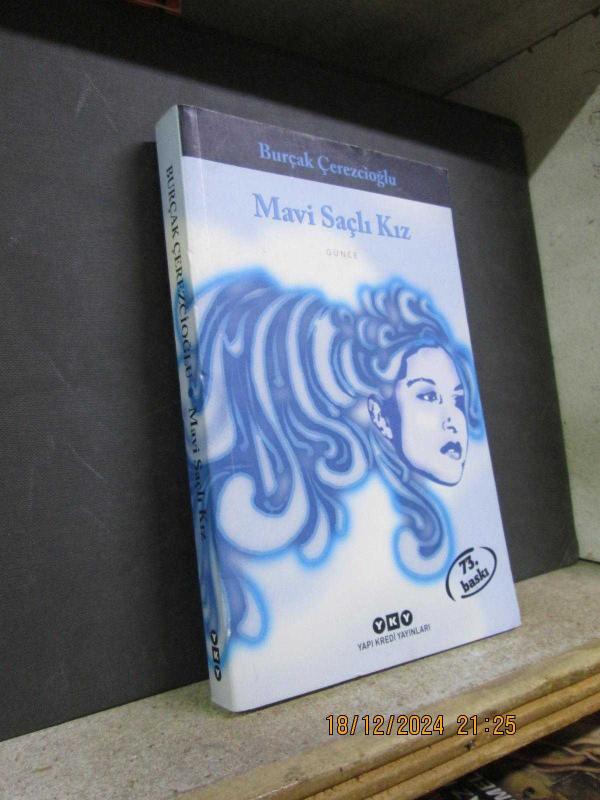 Burçak Çerezcioğlu
Mavi Saçlı Kız
GÜNCE
BURÇAK ÇEREZCİOĞLU Mavi Saçlı Kız
73.
baskı
YKY
YAPI KREDİ YAYINLARI
YKY
18/12/2024 21:25